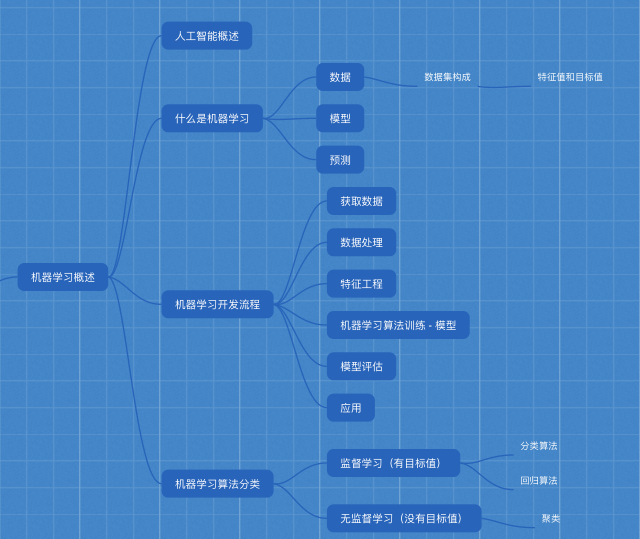 人工智能概述
数据
数据集构成
特征值和目标值
什么是机器学习
模型
预测
获取数据
数据处理
机器学习概述
特征工程
机器学习开发流程
机器学习算法训练 - 模型
模型评估
应用
分类算法
监督学习（有目标值）
回归算法
机器学习算法分类
无监督学习（没有目标值）
聚类